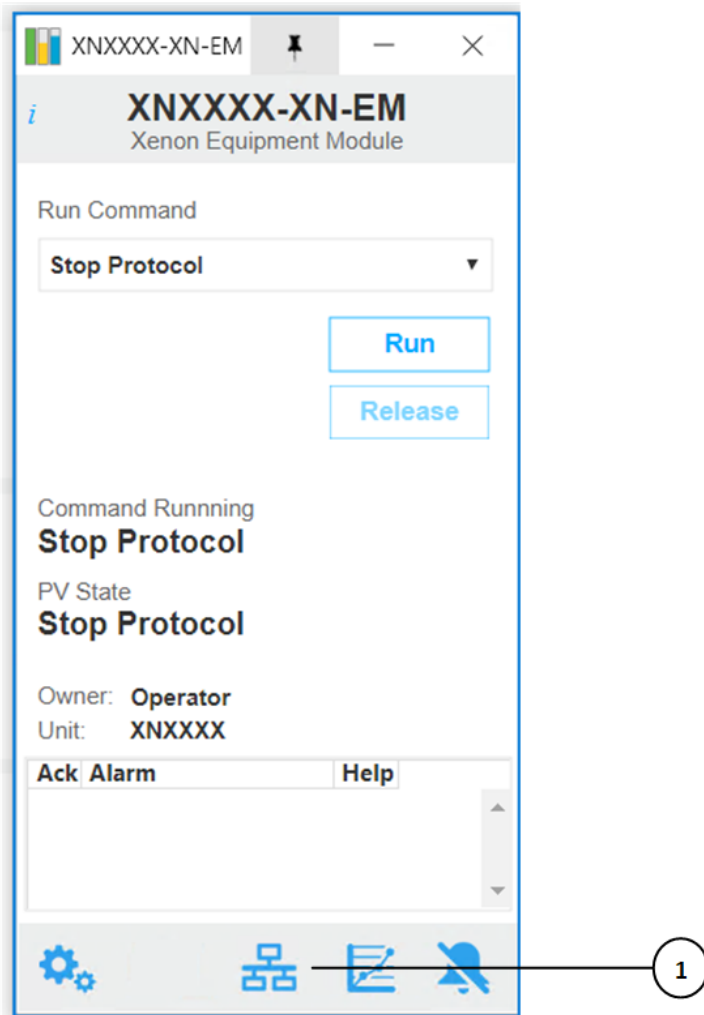 XNXXXX-XN-EM
i XNXXXX-XN-EM
Xenon Equipment Module
Run Command
Stop Protocol
Run
Release
Command Runnning
Stop Protocol
PV State
Stop Protocol
Owner: Operator
Unit: XNXXXX
Ack Alarm Help
1